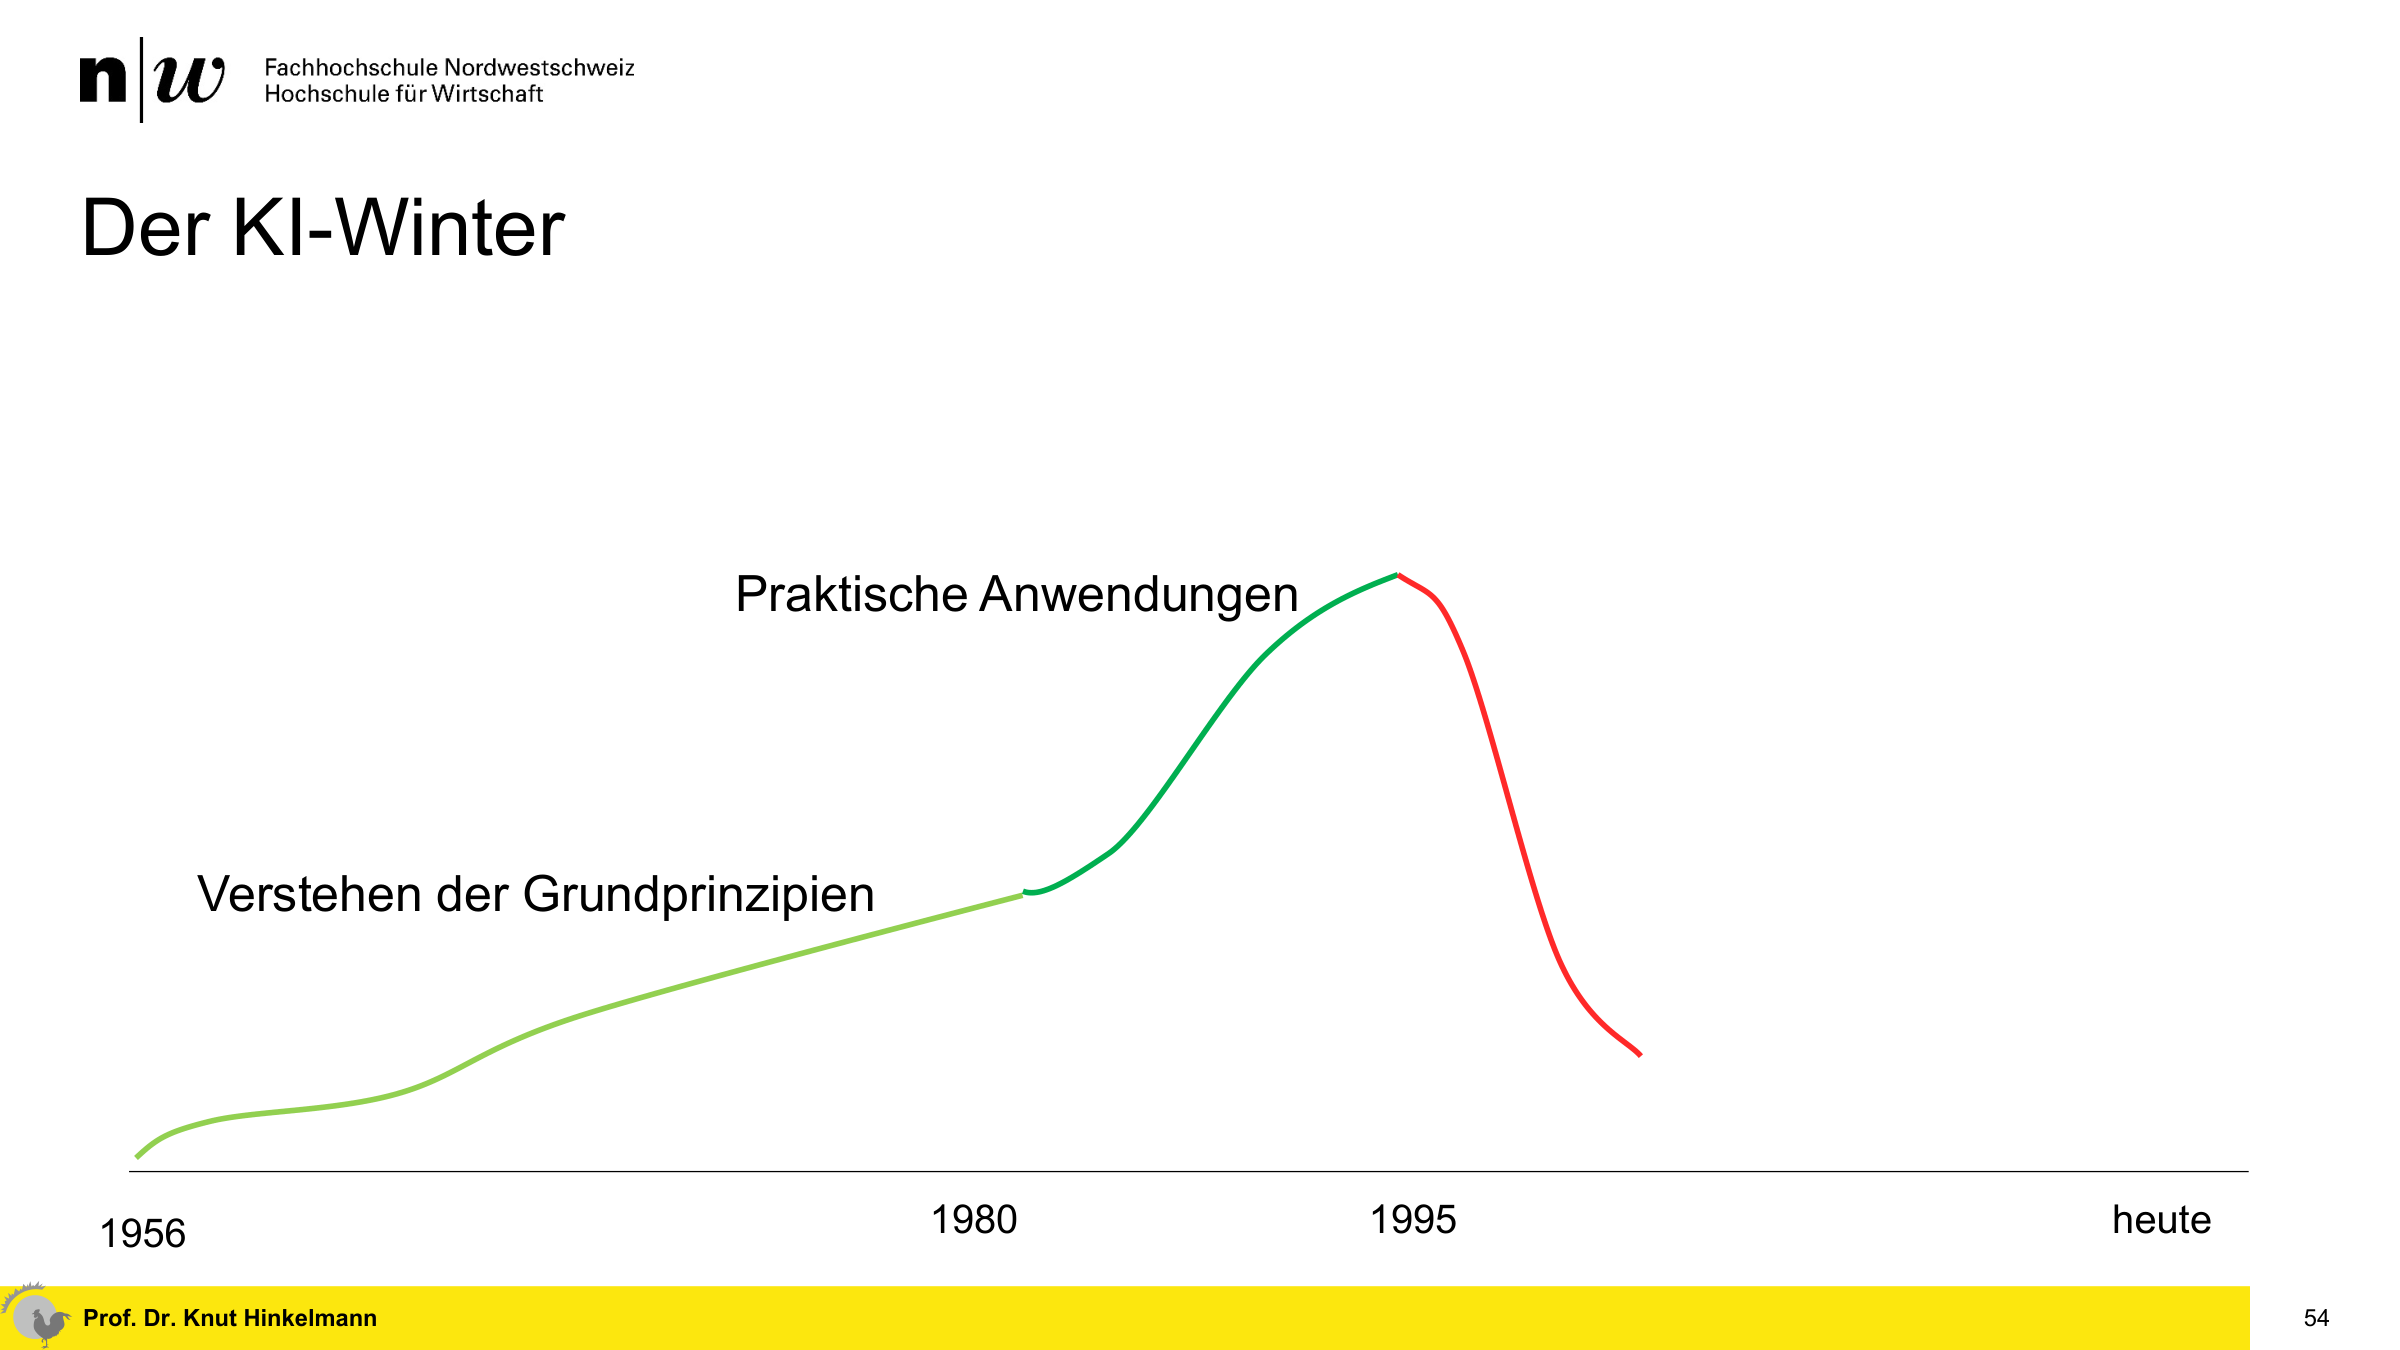 n|w
Fachhochschule Nordwestschweiz
Hochschule für Wirtschaft
Der KI-Winter
Praktische Anwendungen
Verstehen der Grundprinzipien
1956
1980
1995
heute
Prof. Dr. Knut Hinkelmann
54